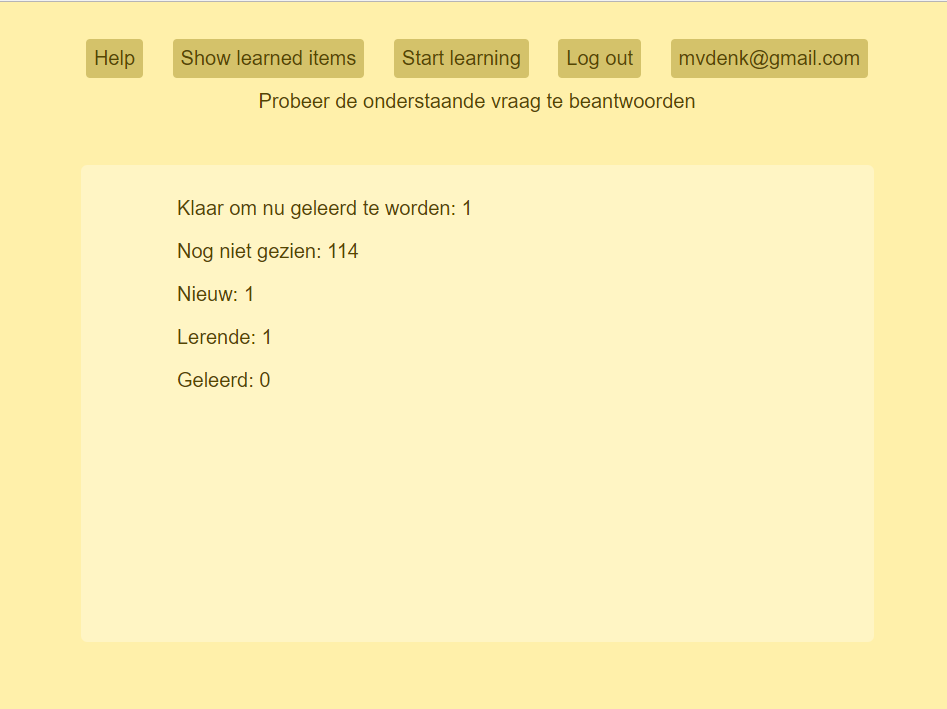 Help Show learned items Start learning Log out mvdenk@gmail.com
Probeer de onderstaande vraag te beantwoorden
Klaar om nu geleerd te worden: 1
Nog niet gezien: 114
Nieuw: 1
Lerende: 1
Geleerd: 0